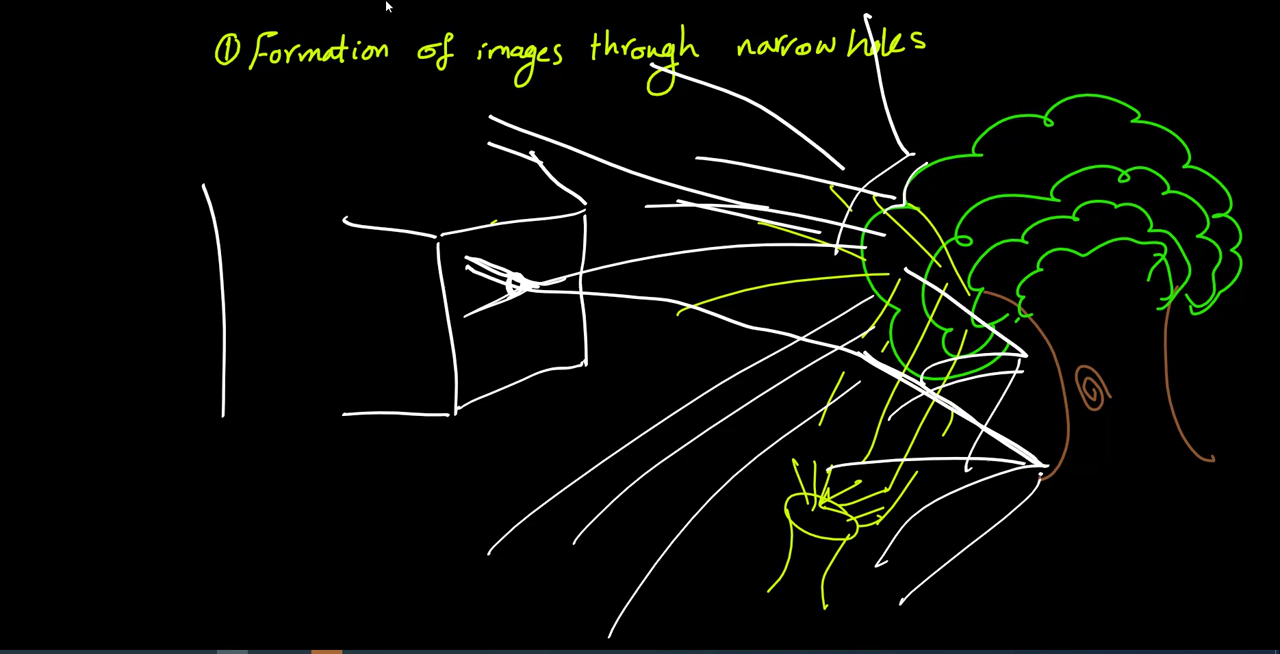 ① Formation of images through narrow holes